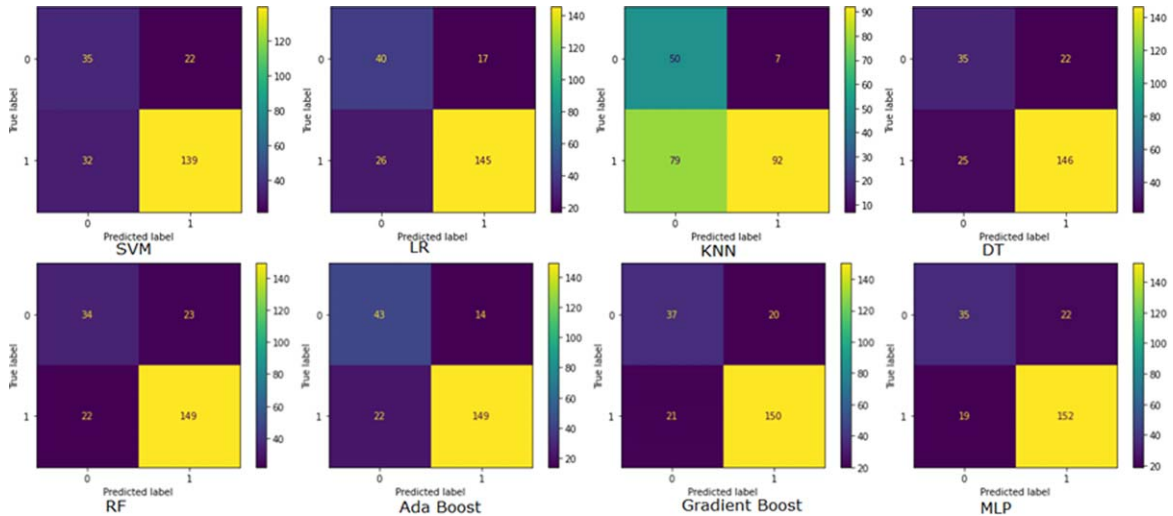 0 35 22 120
100
True label 80
1 32 139 60
40
0 1
Predicted label
SVM
140
0 40 17 120
100
True label 80
1 26 145 60
40
20
0 1
Predicted label
LR
90
0 50 7 80
70
60
True label 50
40
1 79 92 30
20
10
0 1
Predicted label
KNN
140
0 35 22 120
100
True label 80
1 25 146 60
40
0 1
Predicted label
DT
140
0 34 23 120
100
True label 80
1 22 149 60
40
0 1
Predicted label
RF
140
0 43 14 120
100
True label 80
1 22 149 60
40
20
0 1
Predicted label
Ada Boost
140
0 37 20 120
100
True label 80
1 21 150 60
40
20
0 1
Predicted label
Gradient Boost
140
0 35 22 120
100
True label 80
1 19 152 60
40
20
0 1
Predicted label
MLP